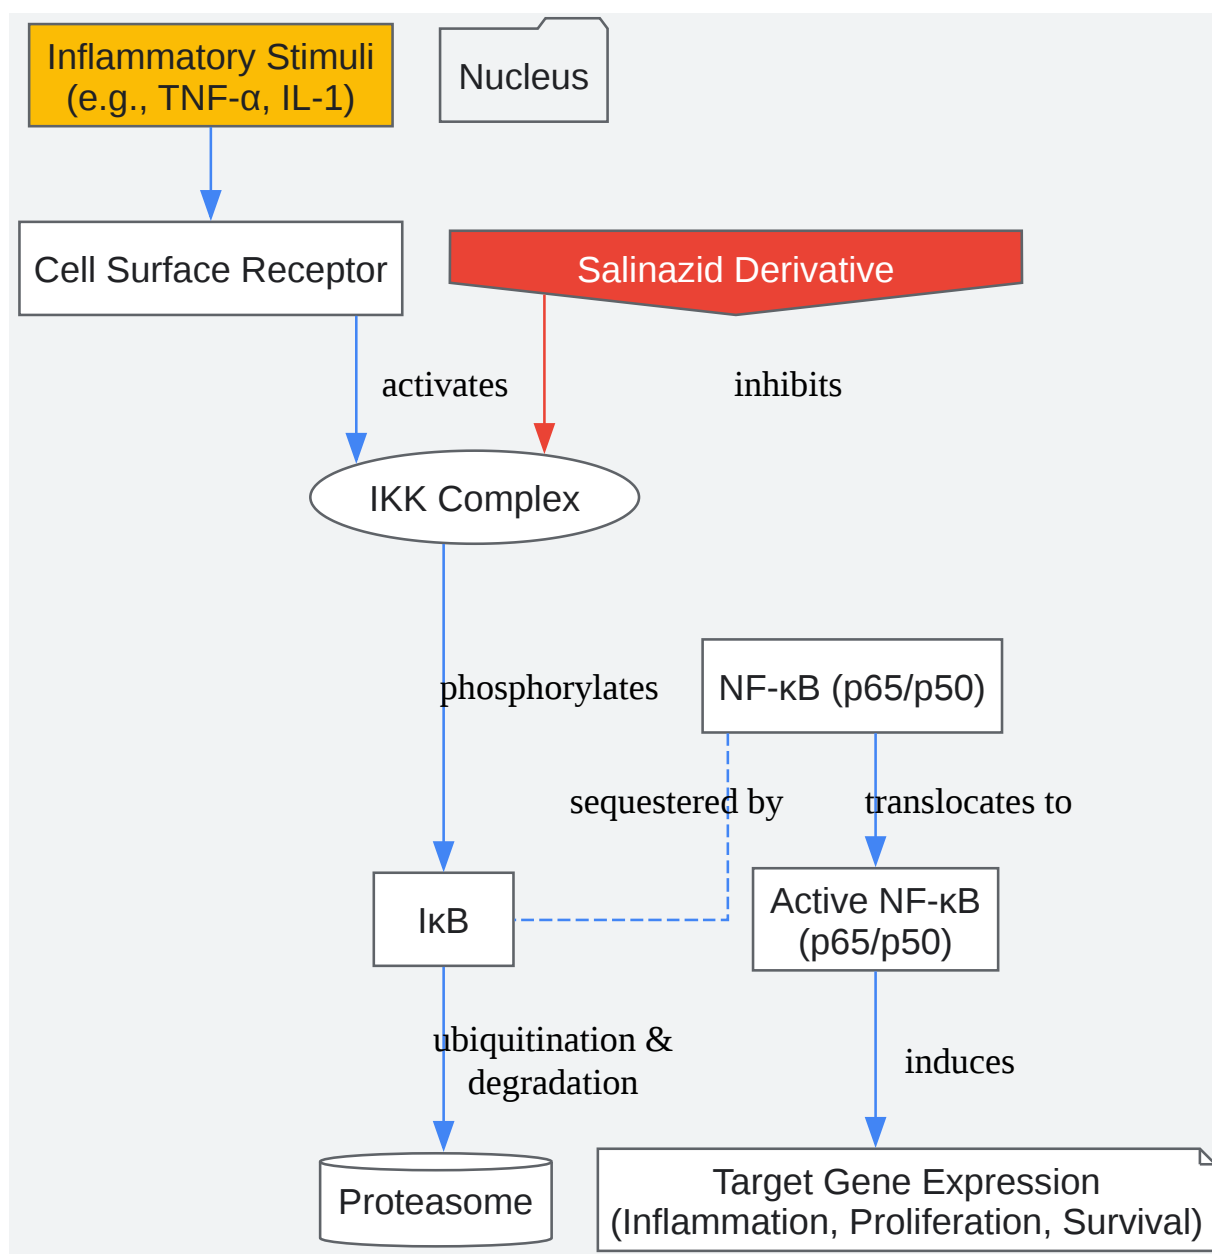 Inflammatory Stimuli
(e.g., TNF-α, IL-1)
Nucleus
Cell Surface Receptor
Salinazid Derivative
activates
inhibits
IKK Complex
phosphorylates
NF-κB (p65/p50)
sequestered by
translocates to
IκB
Active NF-κB
(p65/p50)
ubiquitination &
degradation
induces
Proteasome
Target Gene Expression
(Inflammation, Proliferation, Survival)